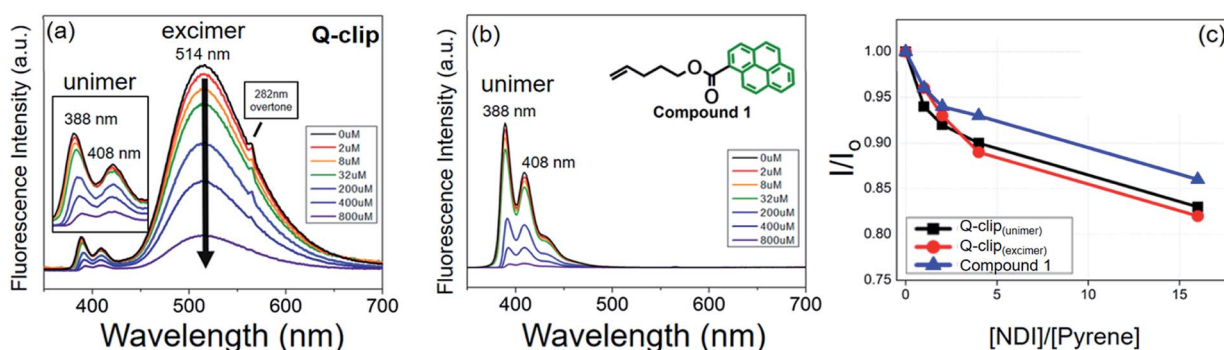 (a)
excimer
514 nm
Q-clip
unimer
388 nm
408 nm
282nm
overtone
0uM
2uM
8uM
32uM
200uM
400uM
800uM
Fluorescence Intensity (a.u.)
400 500 600 700
Wavelength (nm)
(b)
unimer
388 nm
408 nm
O
O
Compound 1
0uM
2uM
8uM
32uM
200uM
400uM
800uM
Fluorescence Intensity (a.u.)
400 500 600 700
Wavelength (nm)
(c)
I/Io
1.00
0.95
0.90
0.85
0.80
0.75
Q-clip(unimer)
Q-clip(excimer)
Compound 1
0 5 10 15
[NDI]/[Pyrene]